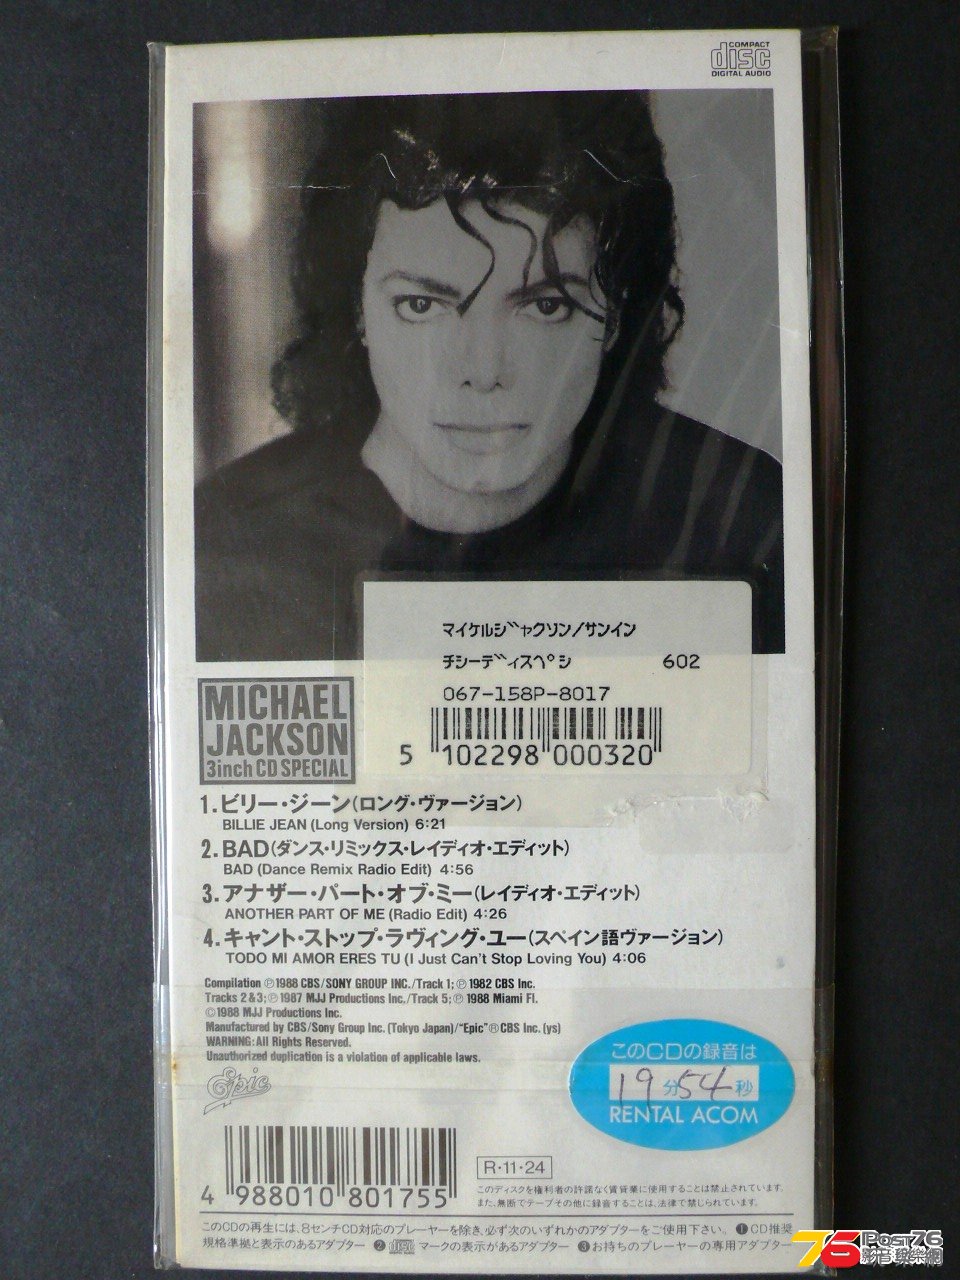 COMPACT
disc
DIGITAL AUDIO
マイケルジャクソン/サンイン
チシーディスペシ 602
067-158P-8017
5 102298 000320
MICHAEL
JACKSON
3inch CD SPECIAL
1.ビリー・ジーン(ロング・ヴァージョン)
BILLIE JEAN (Long Version) 6:21
2.BAD(ダンス・リミックス・レイディオ・エディット)
BAD (Dance Remix Radio Edit) 4:56
3.アナザー・パート・オブ・ミー(レイディオ・エディット)
ANOTHER PART OF ME (Radio Edit) 4:26
4.キャント・ストップ・ラヴィング・ユー(スペイン語ヴァージョン)
TODO MI AMOR ERES TU (I Just Can't Stop Loving You) 4:06
Compilation ℗1988 CBS/SONY GROUP INC./Track 1;℗1982 CBS Inc.
Tracks 2&3;℗1987 MJJ Productions Inc./Track 5;℗1988 Miami Fl.
©1988 MJJ Productions Inc.
Manufactured by CBS/Sony Group Inc. (Tokyo Japan)/"Epic"® CBS Inc. (ys)
WARNING: All Rights Reserved.
Unauthorized duplication is a violation of applicable laws.
Epic
このCDの録音は
19分54秒
RENTAL ACOM
4 988010 801755
R・11・24
このディスクを権利者の許諾なく賃貸業に使用することは禁止されています。
また、無断でテープその他に録音することは、法律で禁じられています。
このCDの再生には、8センチCD対応のプレーヤーを除き、必ず次のいずれかのアダプターをご使用下さい。❶CD推奨
規格準拠と表示のあるアダプター ❷ disc マークの表示があるアダプター ❸お持ちのプレーヤーの専用アダプター
76 Post76
影音娛樂網